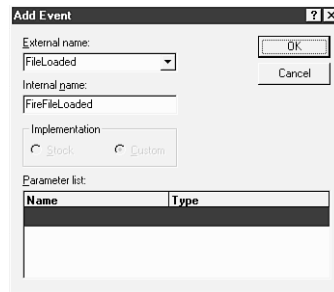 Add Event
External name:
OK
FileLoaded
Cancel
Internal name:
FireFileLoaded
Implementation
Stock Custom
Parameter list:
Name Type